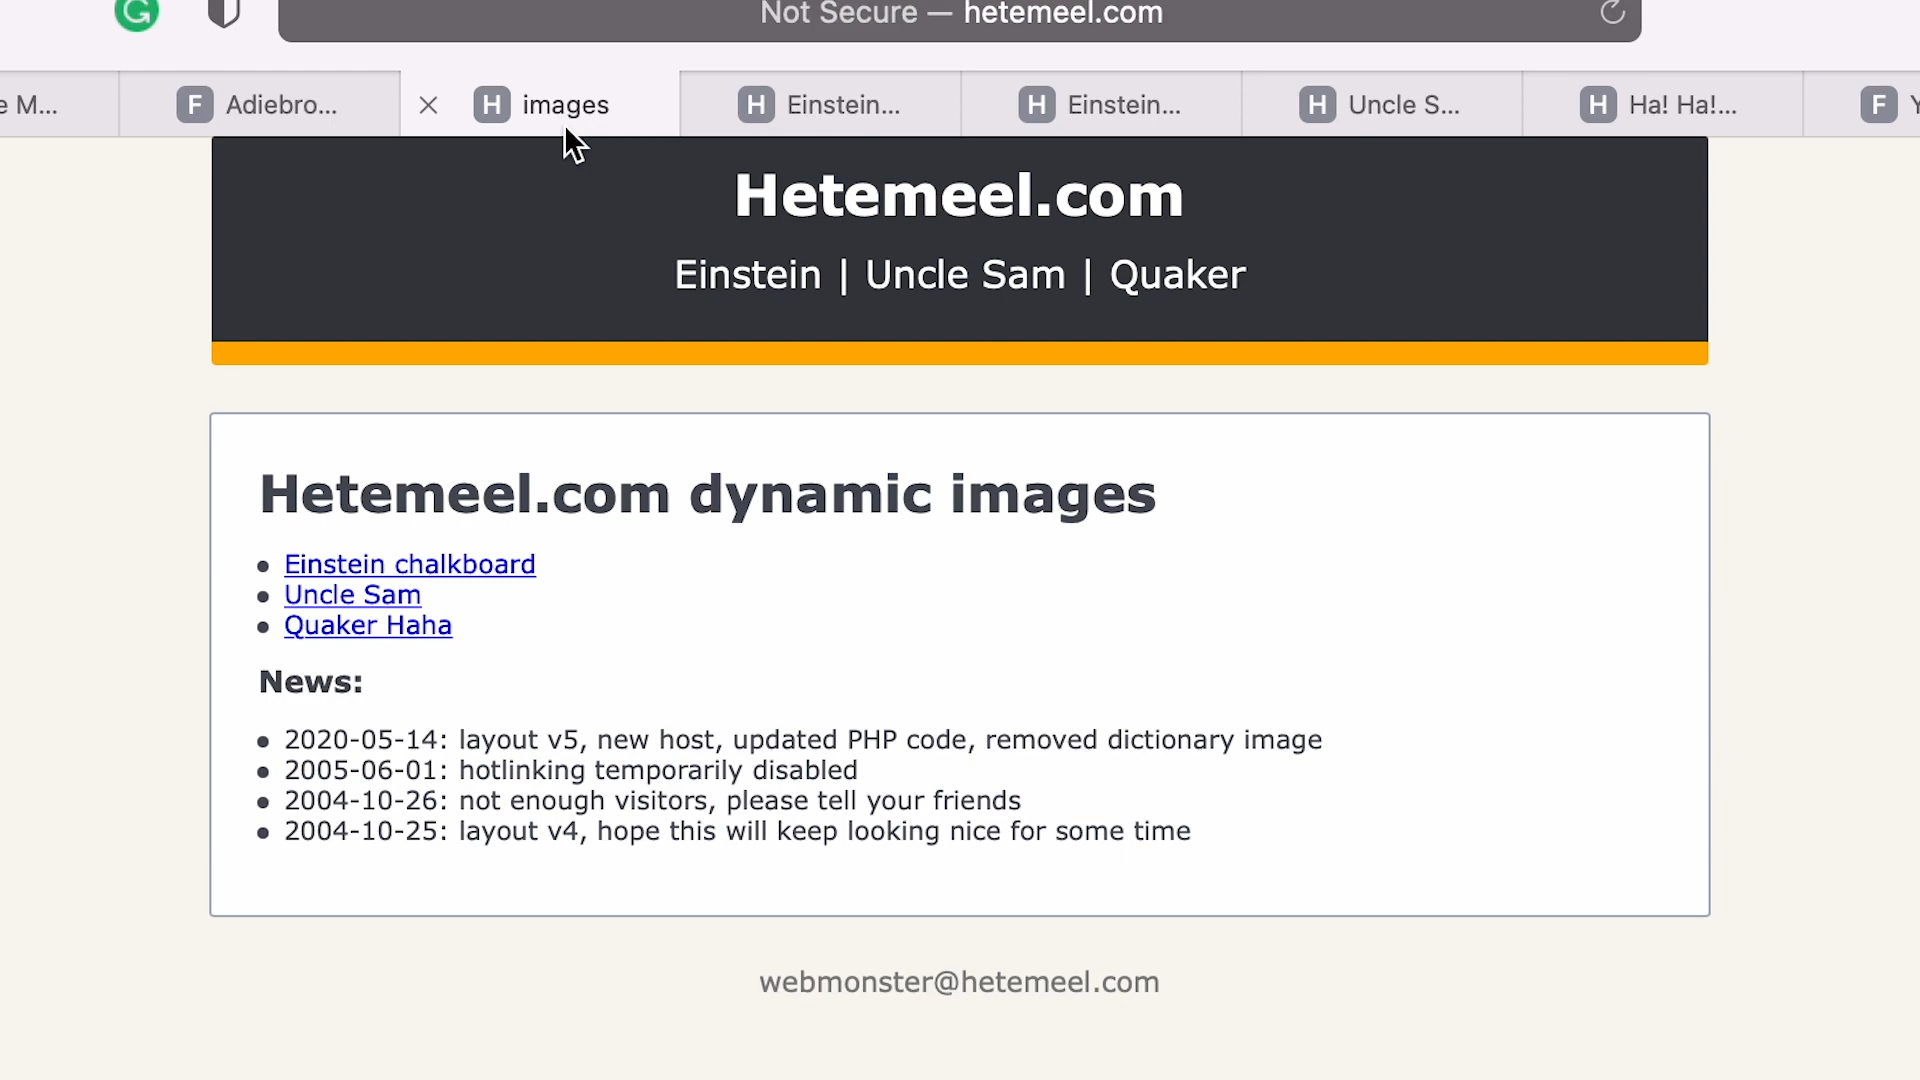 Not Secure — hetemeel.com
e M...
F Adiebro...
H images
H Einstein...
H Einstein...
H Uncle S...
H Ha! Ha!...
F
Hetemeel.com
Einstein | Uncle Sam | Quaker
Hetemeel.com dynamic images
Einstein chalkboard
Uncle Sam
Quaker Haha
News:
2020-05-14: layout v5, new host, updated PHP code, removed dictionary image
2005-06-01: hotlinking temporarily disabled
2004-10-26: not enough visitors, please tell your friends
2004-10-25: layout v4, hope this will keep looking nice for some time
webmonster@hetemeel.com